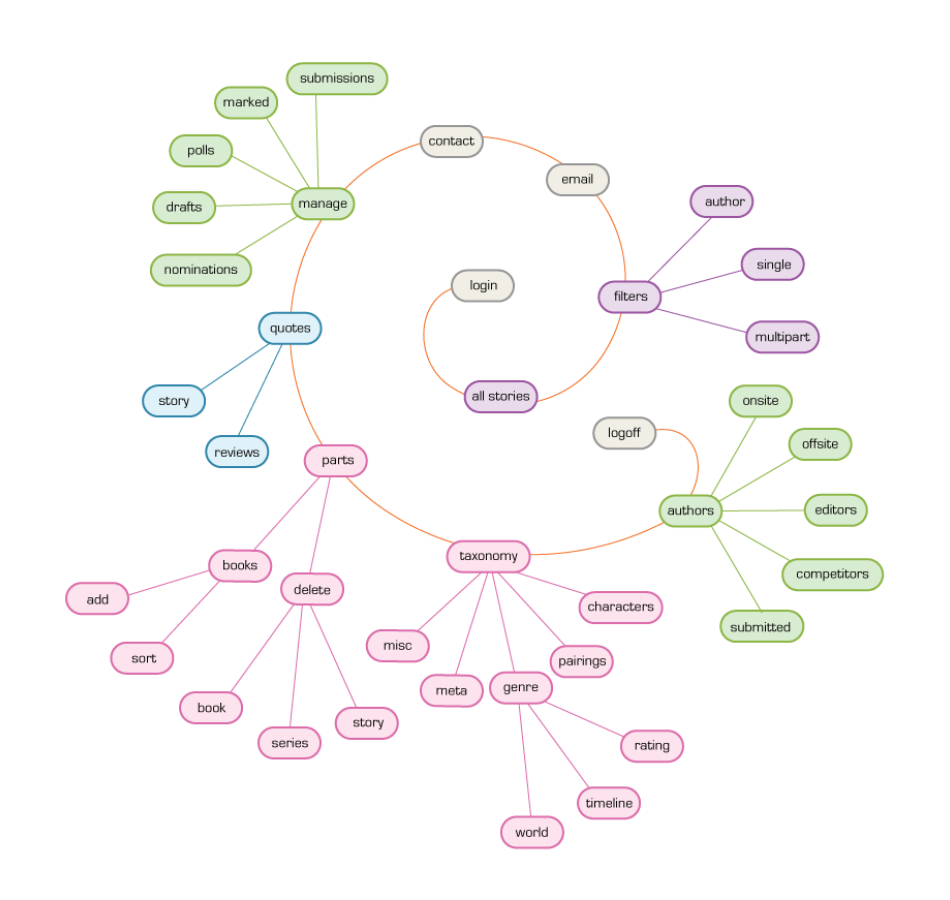 submissions
marked
contact
polls
email
manage
author
drafts
single
nominations
login
filters
quotes
multipart
all stories
story
onsite
logoff
offsite
reviews
parts
authors
editors
taxonomy
books
competitors
delete
add
characters
submitted
misc
sort
pairings
meta
genre
book
story
series
rating
timeline
world